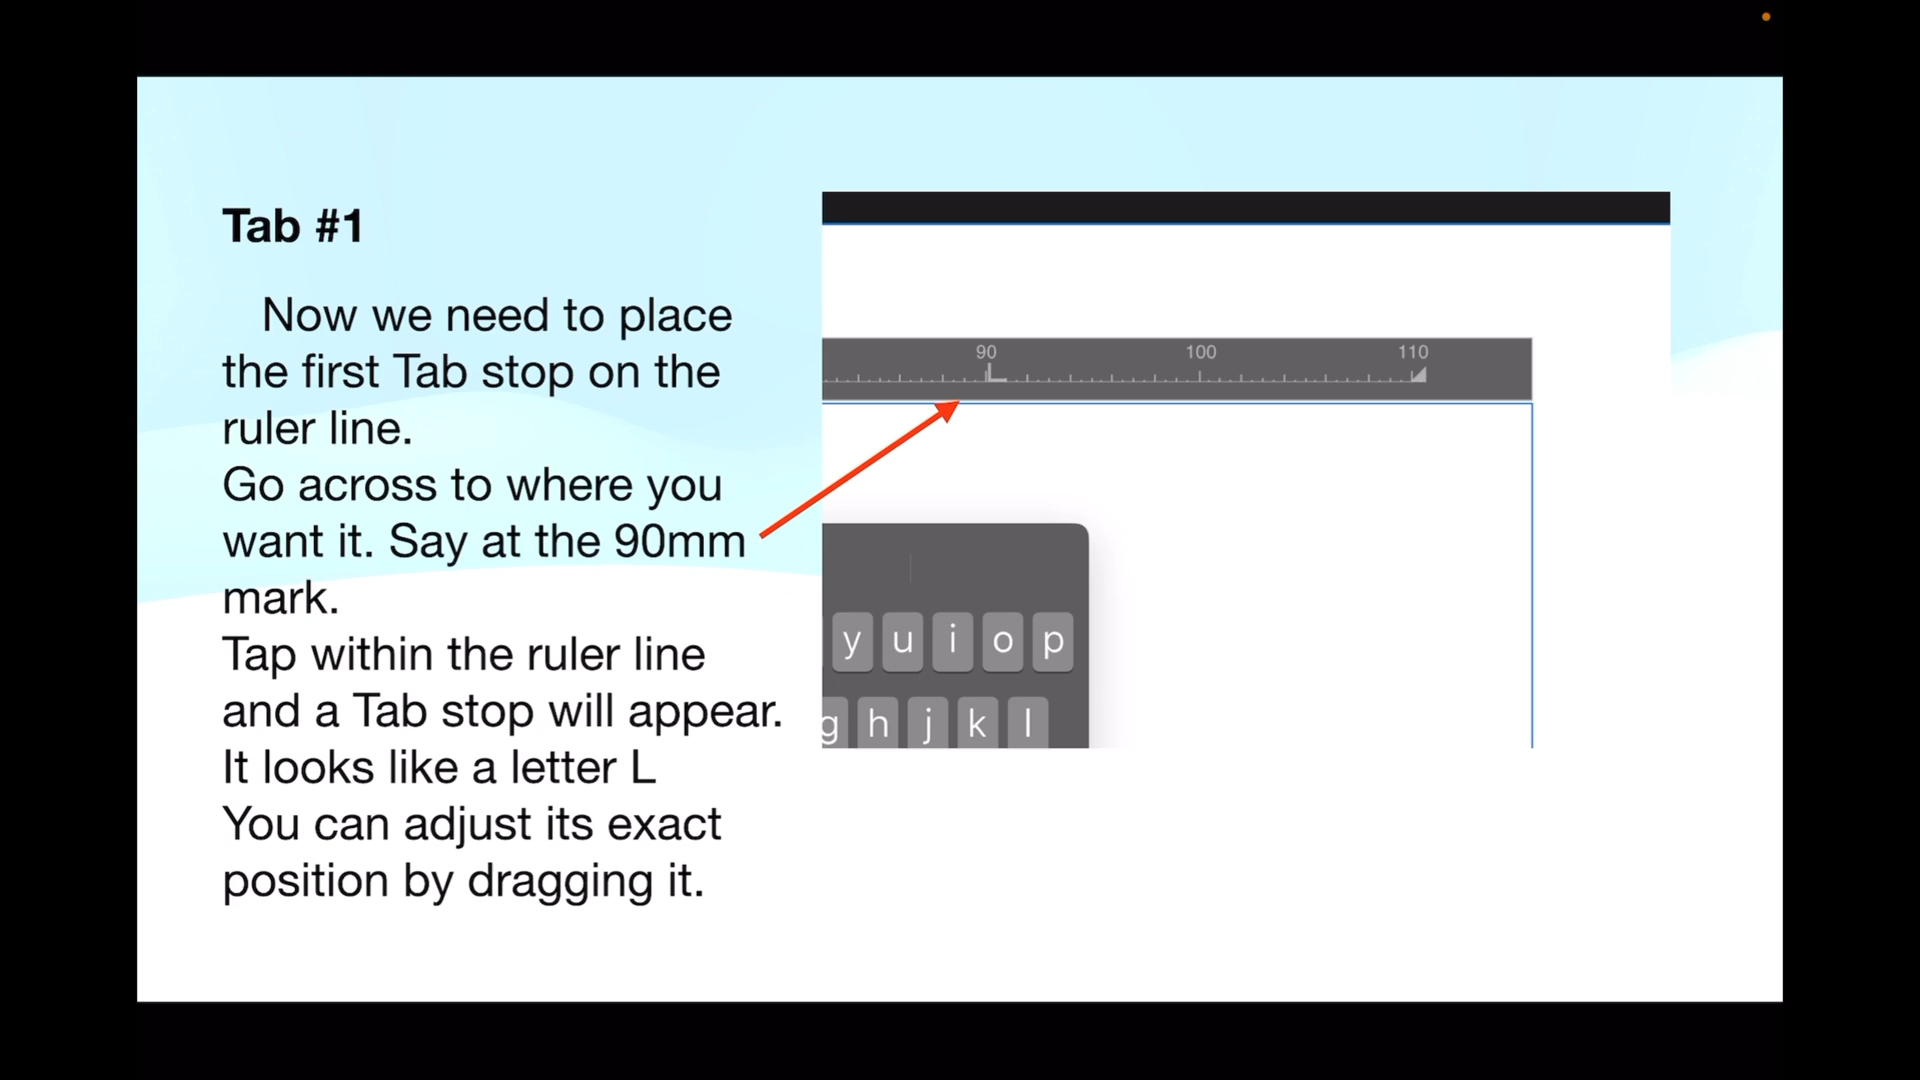 Tab #1
Now we need to place
the first Tab stop on the
ruler line.
Go across to where you
want it. Say at the 90mm
mark.
Tap within the ruler line
and a Tab stop will appear.
It looks like a letter L
You can adjust its exact
position by dragging it.
90 100 110
y u i o p
g h j k l